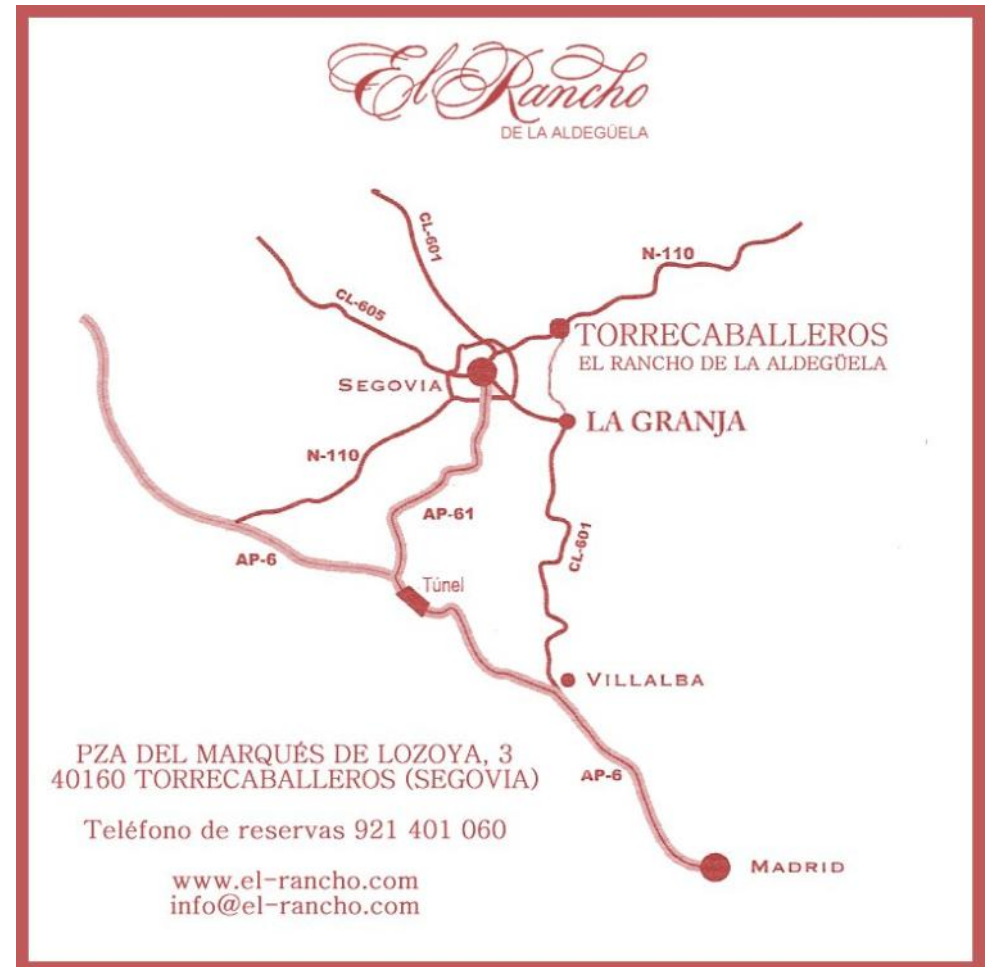 El Rancho
DE LA ALDEGÜELA
CL-601
N-110
CL-605
TORRECABALLEROS
EL RANCHO DE LA ALDEGÜELA
SEGOVIA
LA GRANJA
N-110
AP-61
CL-601
AP-6
Túnel
VILLALBA
PZA DEL MARQUÉS DE LOZOYA, 3
40160 TORRECABALLEROS (SEGOVIA)
AP-6
Teléfono de reservas 921 401 060
MADRID
www.el-rancho.com
info@el-rancho.com